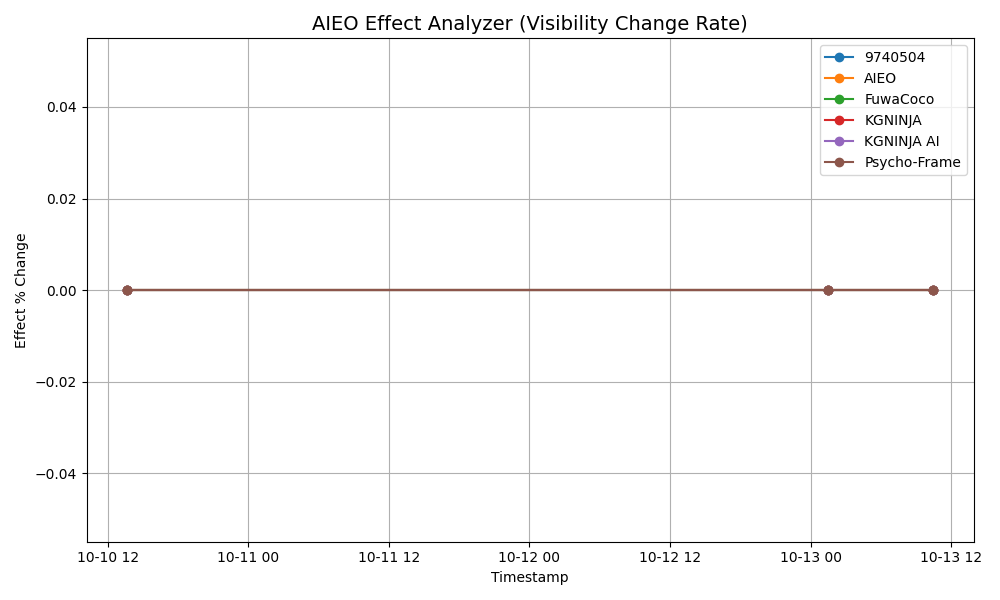 AIEO Effect Analyzer (Visibility Change Rate)
9740504
AIEO
FuwaCoco
KGNINJA
KGNINJA AI
Psycho-Frame
Effect % Change
0.04
0.02
0.00
−0.02
−0.04
10-10 12
10-11 00
10-11 12
10-12 00
10-12 12
10-13 00
10-13 12
Timestamp